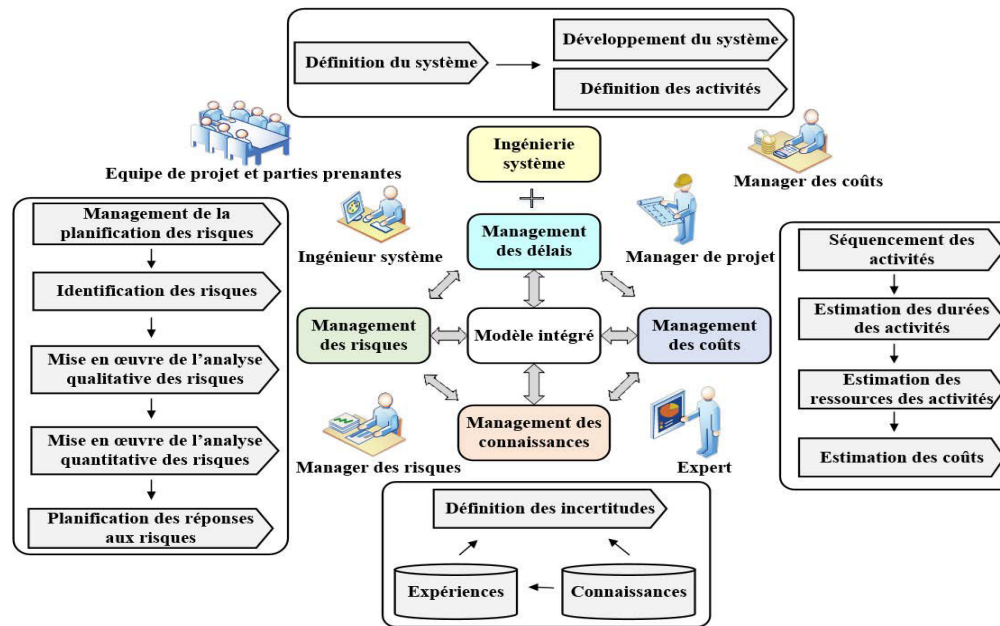 Définition du système
Développement du système
Définition des activités
Equipe de projet et parties prenantes
Ingénierie
système
Manager des coûts
Management de la
planification des risques
Identification des risques
Mise en œuvre de l’analyse
qualitative des risques
Mise en œuvre de l’analyse
quantitative des risques
Planification des réponses
aux risques
Ingénieur système
Management
des délais
Manager de projet
Management
des risques
Modèle intégré
Management
des coûts
Manager des risques
Management des
connaissances
Expert
Séquencement des
activités
Estimation des durées
des activités
Estimation des
ressources des activités
Estimation des coûts
Définition des incertitudes
Expériences
Connaissances